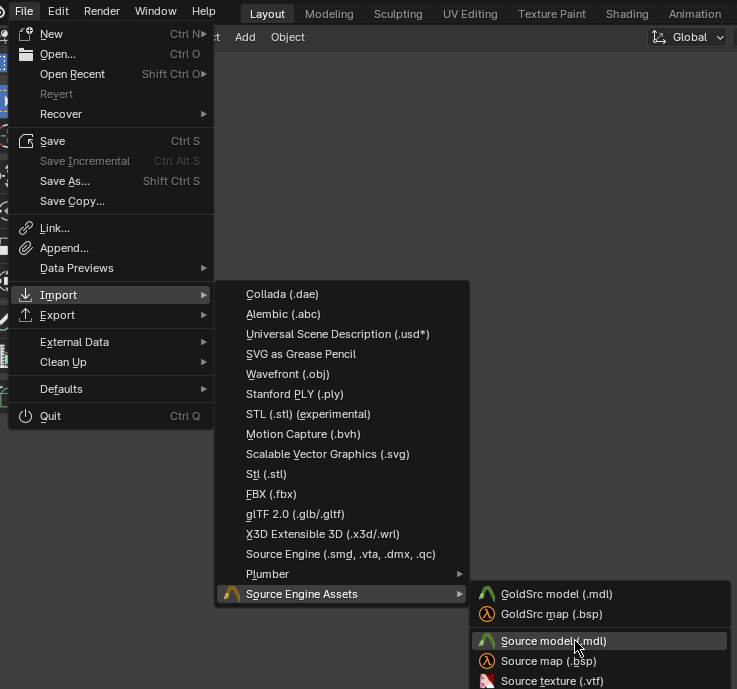 File Edit Render Window Help Layout Modeling Sculpting UV Editing Texture Paint Shading Animation
ct Add Object Global
New Ctrl N
Open... Ctrl O
Open Recent Shift Ctrl O
Revert
Recover
Save Ctrl S
Save Incremental Ctrl Alt S
Save As... Shift Ctrl S
Save Copy...
Link...
Append...
Data Previews
Import
Export
External Data
Clean Up
Defaults
Quit Ctrl Q
Collada (.dae)
Alembic (.abc)
Universal Scene Description (.usd*)
SVG as Grease Pencil
Wavefront (.obj)
Stanford PLY (.ply)
STL (.stl) (experimental)
Motion Capture (.bvh)
Scalable Vector Graphics (.svg)
Stl (.stl)
FBX (.fbx)
glTF 2.0 (.glb/.gltf)
X3D Extensible 3D (.x3d/.wrl)
Source Engine (.smd, .vta, .dmx, .qc)
Plumber
Source Engine Assets
GoldSrc model (.mdl)
GoldSrc map (.bsp)
Source model (.mdl)
Source map (.bsp)
Source texture (.vtf)